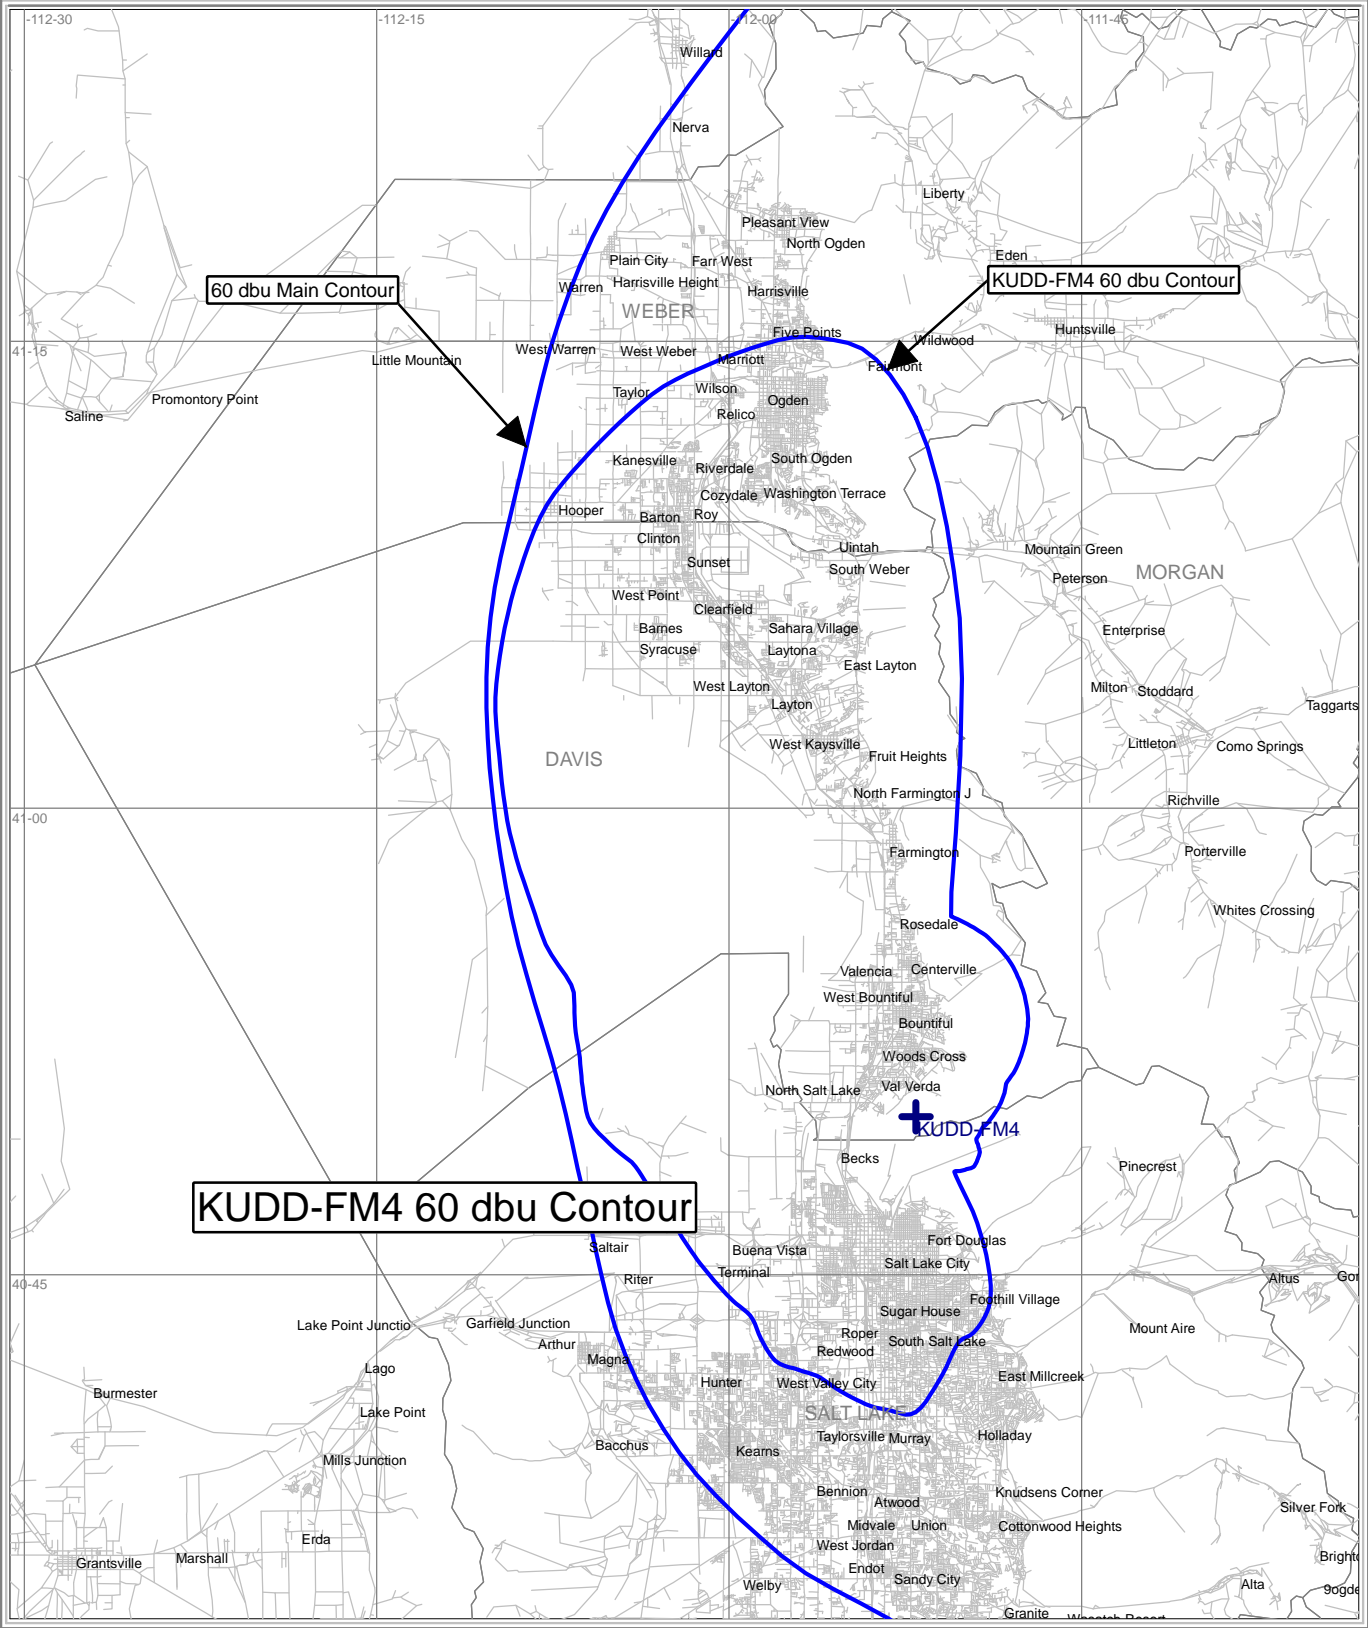 -112-30
-112-15
-112-00
-111-45
Willard
Nerva
Liberty
Pleasant View
North Ogden
Eden
Plain City
Farr West
60 dbu Main Contour
Warren
Harrisville Height
Harrisville
KUDD-FM4 60 dbu Contour
WEBER
Five Points
Huntsville
41-15
Little Mountain
West Warren
West Weber
Marriott
Wildwood
Fairmont
Saline
Promontory Point
Taylor
Wilson
Ogden
Relico
Kanesville
Riverdale
South Ogden
Cozydale
Washington Terrace
Hooper
Barton
Roy
Clinton
Uintah
Mountain Green
Sunset
South Weber
Peterson
MORGAN
West Point
Clearfield
Barnes
Sahara Village
Enterprise
Syracuse
Laytona
East Layton
West Layton
Milton
Stoddard
Layton
Taggarts
West Kaysville
Littleton
Como Springs
DAVIS
Fruit Heights
North Farmington J
Richville
41-00
Farmington
Porterville
Rosedale
Whites Crossing
Valencia
Centerville
West Bountiful
Bountiful
Woods Cross
North Salt Lake
Val Verda
KUDD-FM4
Becks
Pinecrest
KUDD-FM4 60 dbu Contour
Saltair
Buena Vista
Fort Douglas
Salt Lake City
40-45
Riter
Terminal
Altus
Gor
Foothill Village
Sugar House
Lake Point Junctio
Garfield Junction
Mount Aire
Arthur
Roper
South Salt Lake
Redwood
Magna
Lago
Hunter
West Valley City
East Millcreek
Burmester
Lake Point
SALT LAKE
Taylorsville
Murray
Holladay
Bacchus
Kearns
Mills Junction
Bennion
Knudsens Corner
Atwood
Silver Fork
Midvale
Union
Cottonwood Heights
Erda
West Jordan
Grantsville
Marshall
Brighto
Endot
Sandy City
Welby
Alta
9ogde
Granite
Wasatch Resort